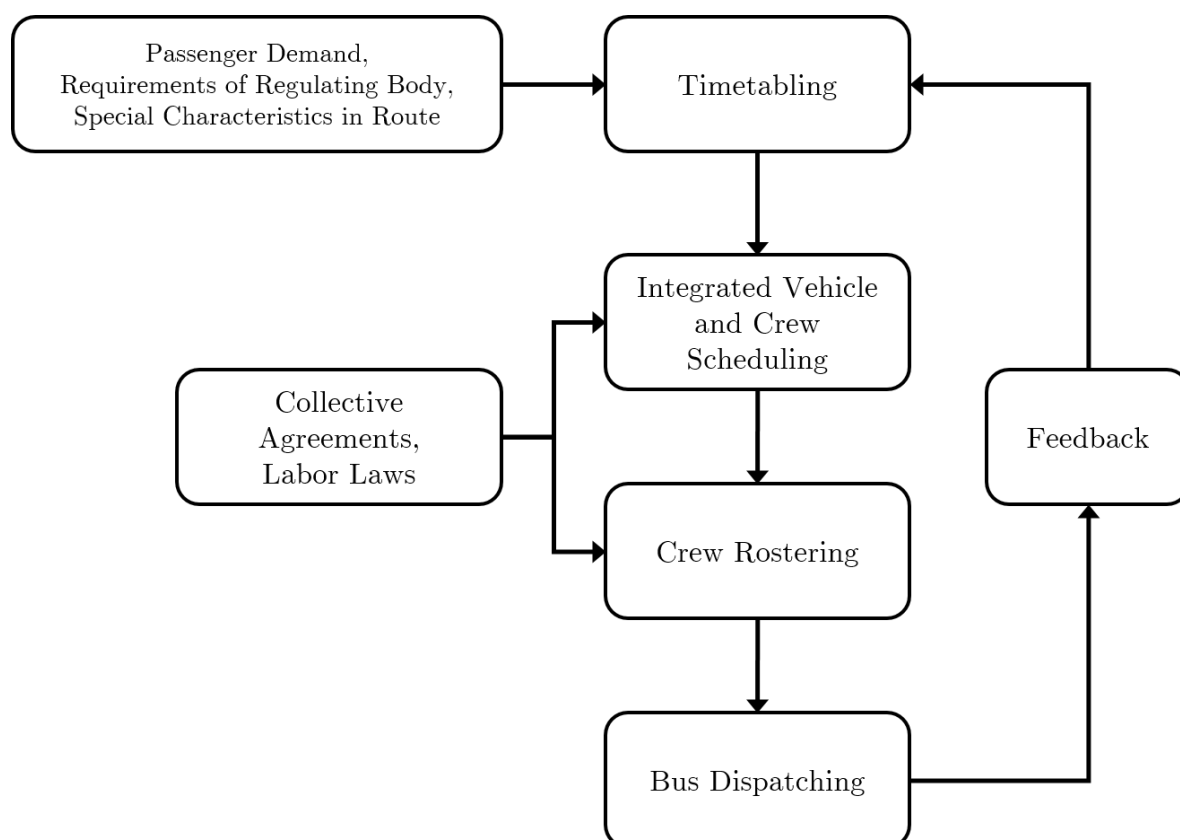 Passenger Demand,
Requirements of Regulating Body,
Special Characteristics in Route
Timetabling
Integrated Vehicle
and Crew
Scheduling
Collective
Agreements,
Labor Laws
Feedback
Crew Rostering
Bus Dispatching